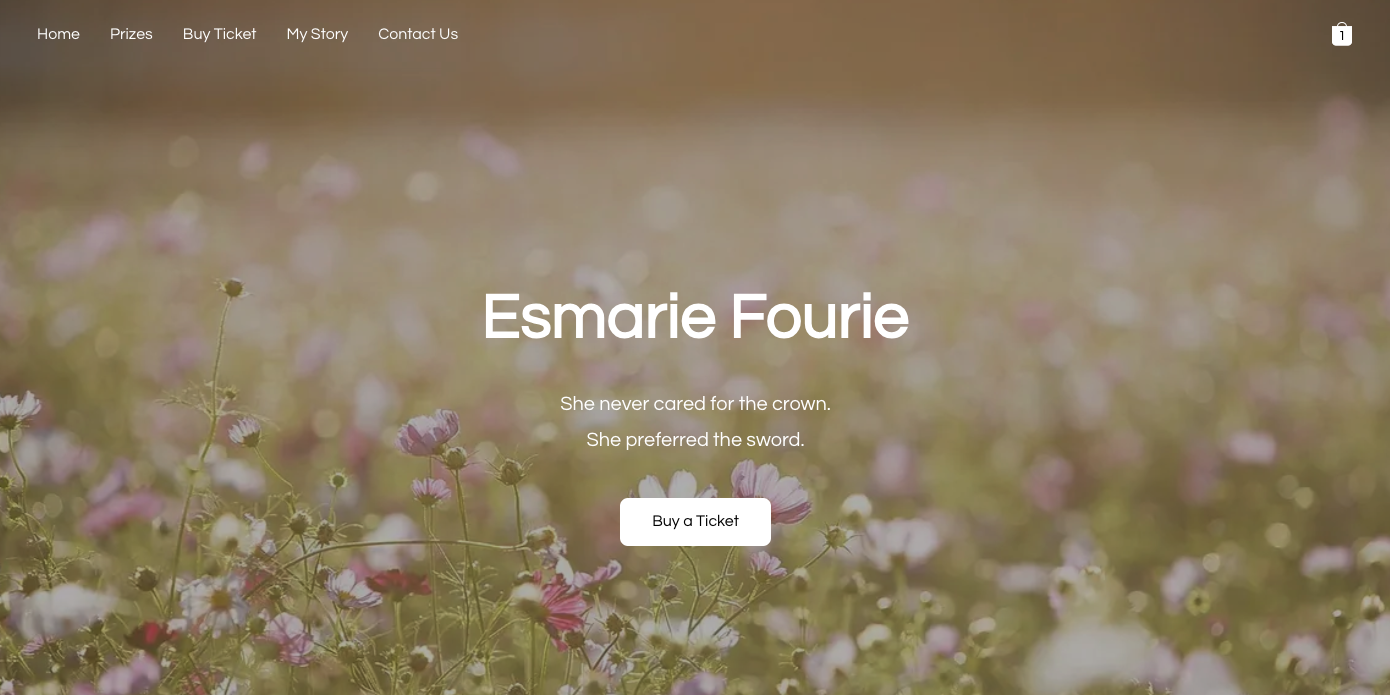 Home
Prizes
Buy Ticket
My Story
Contact Us
1
Esmarie Fourie
She never cared for the crown.
She preferred the sword.
Buy a Ticket